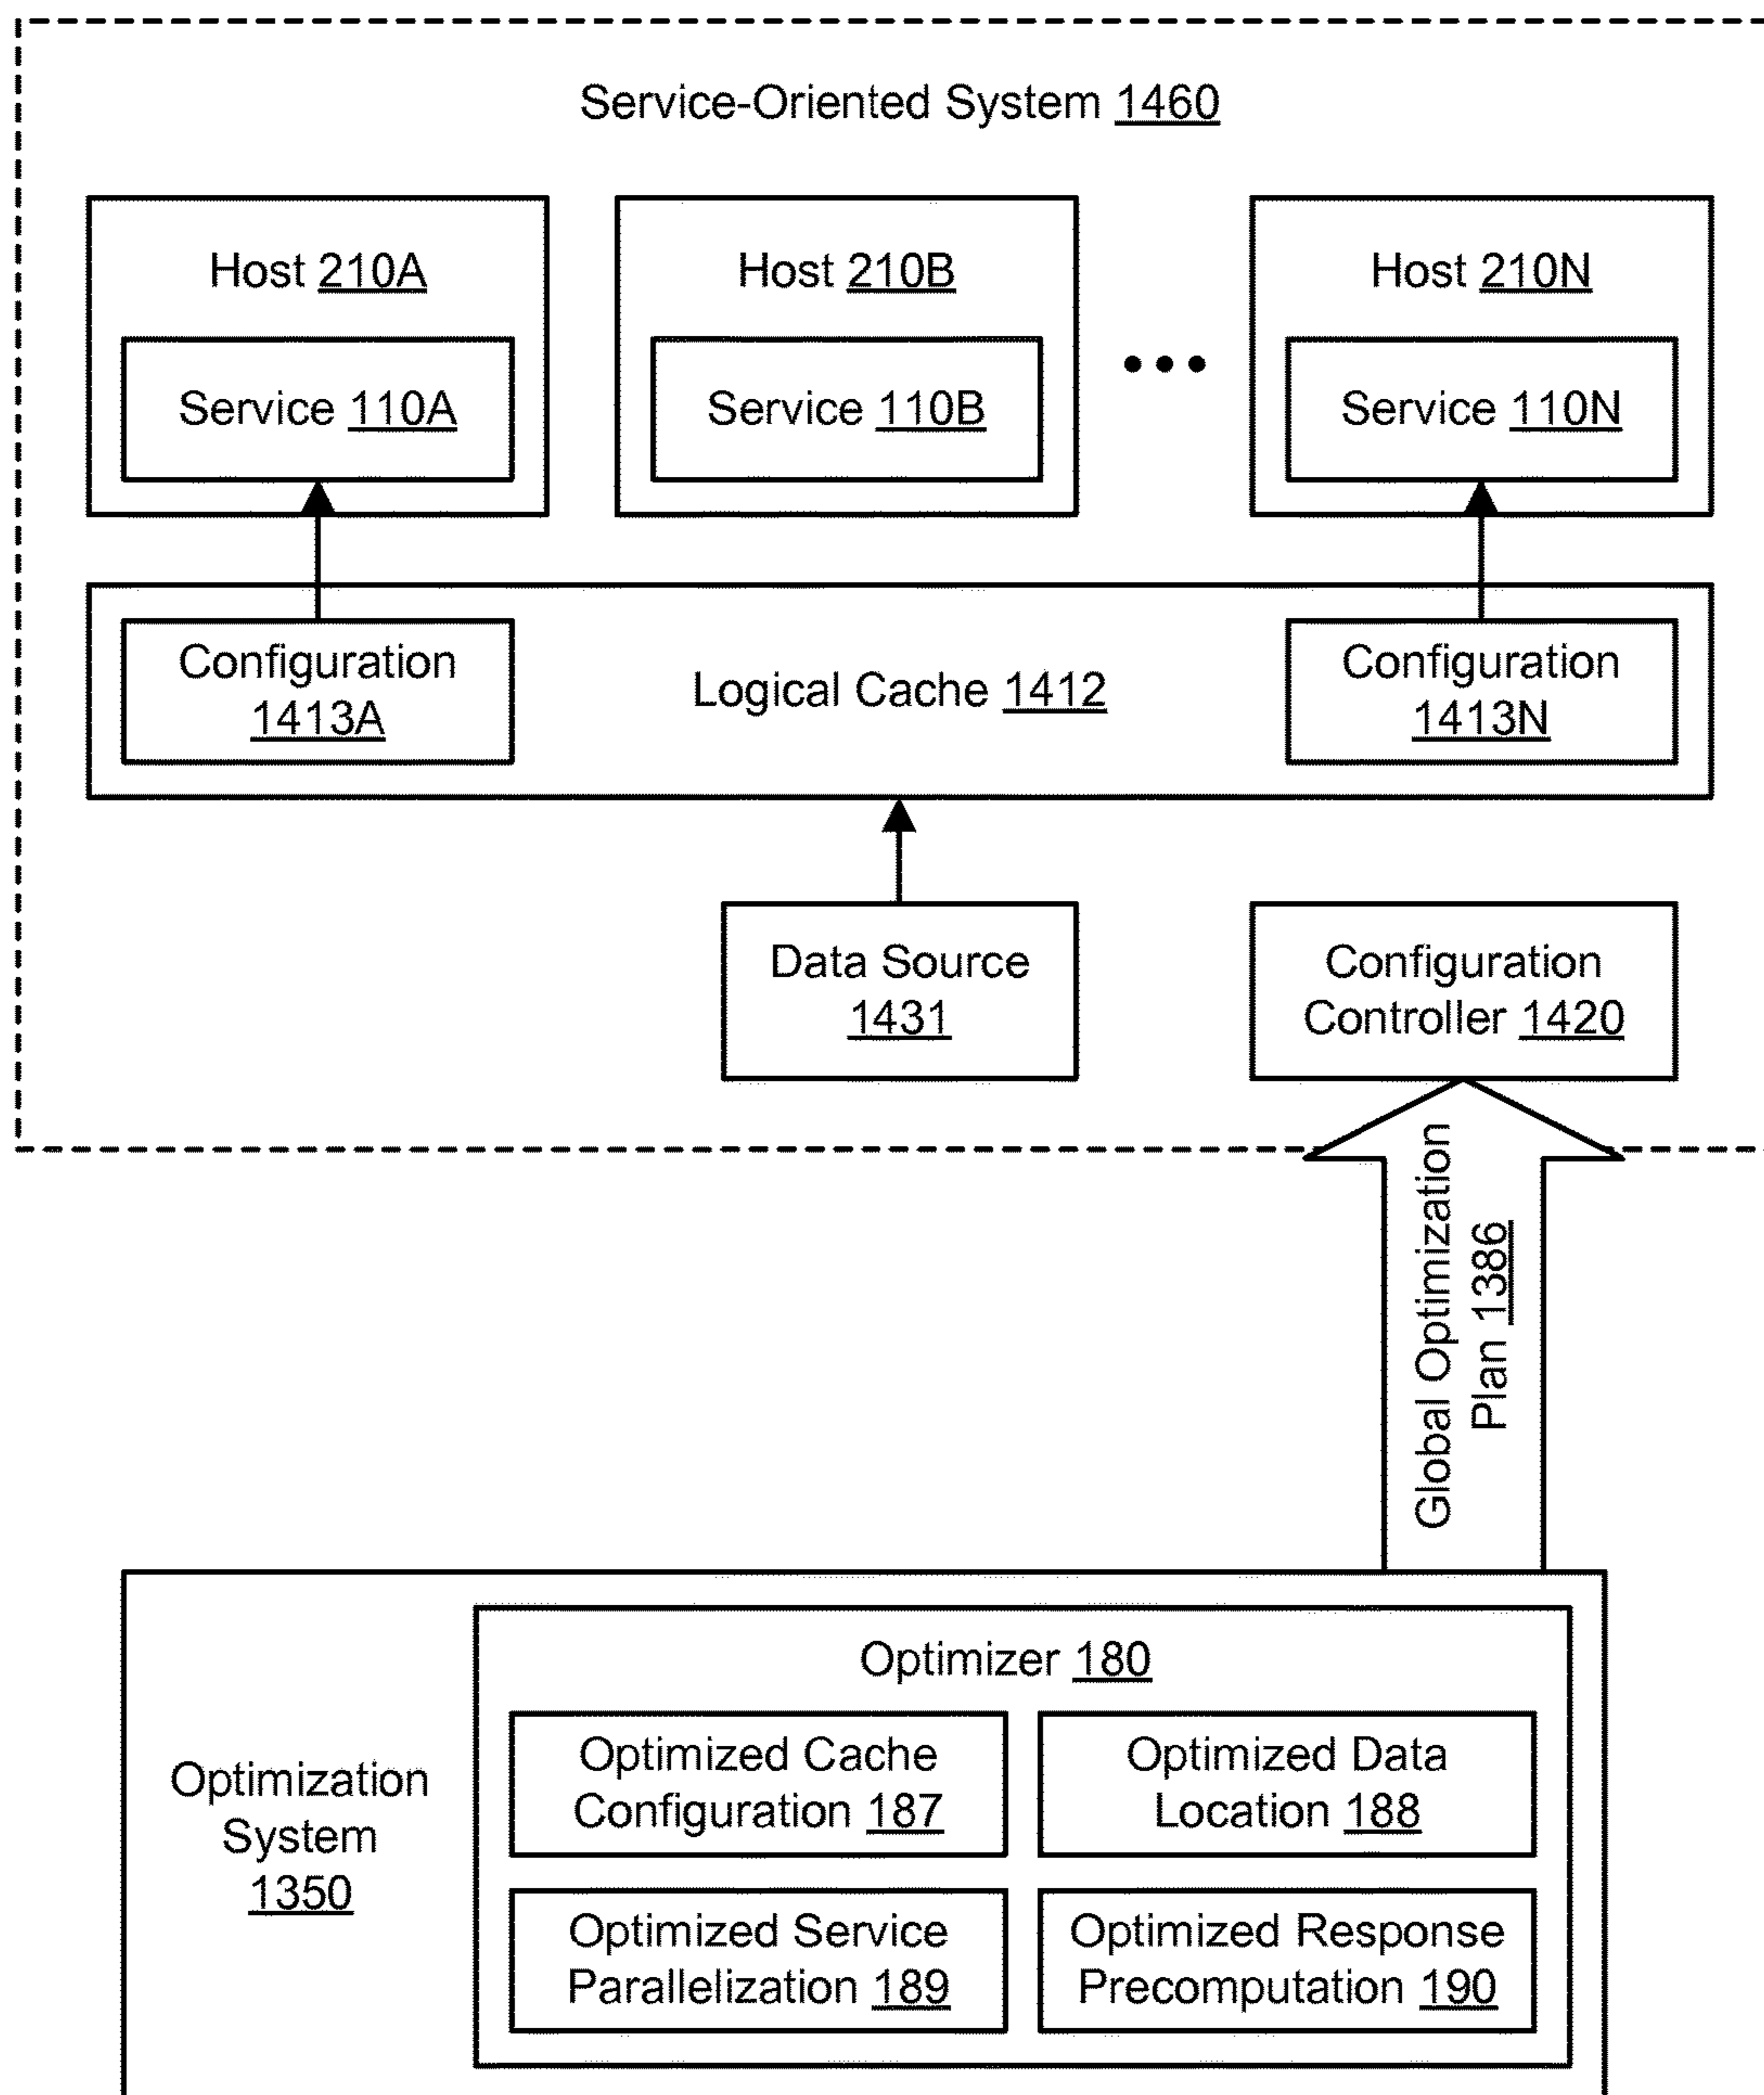 Service-Oriented System 1460
Host 210A
Service 110A
Host 210B
Service 110B
Host 210N
Service 110N
Configuration
1413A
Logical Cache 1412
Configuration
1413N
Data Source
1431
Configuration
Controller 1420
Global Optimization
Plan 1386
Optimization
System
1350
Optimizer 180
Optimized Cache
Configuration 187
Optimized Data
Location 188
Optimized Service
Parallelization 189
Optimized Response
Precomputation 190